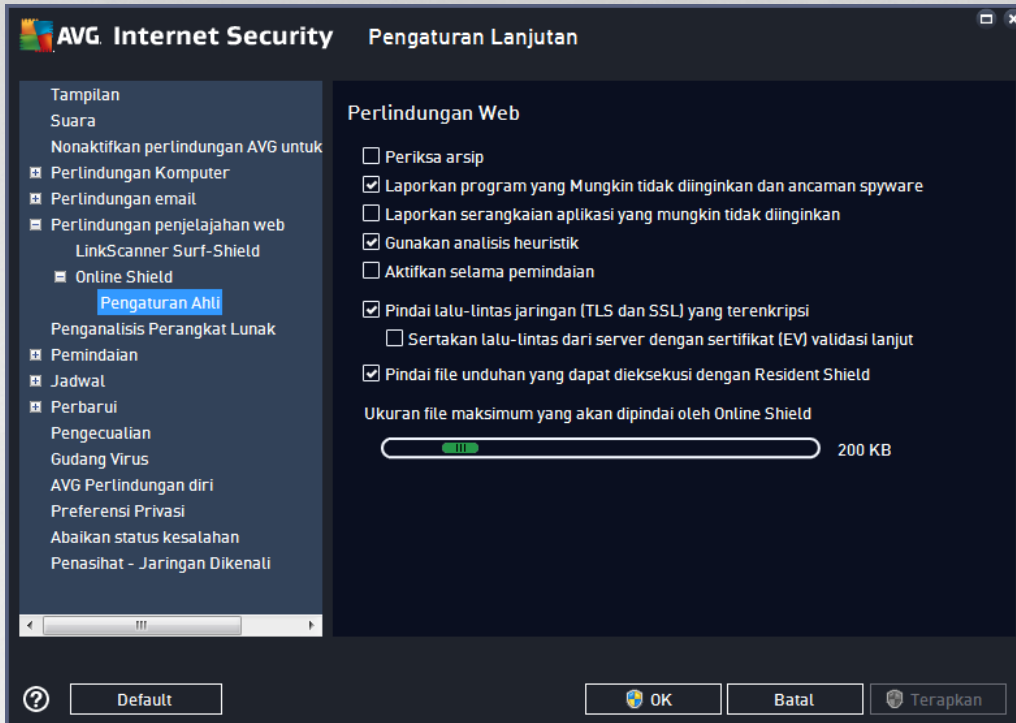 AVG Internet Security Pengaturan Lanjutan
Tampilan
Suara
Nonaktifkan perlindungan AVG untuk
Perlindungan Komputer
Perlindungan email
Perlindungan penjelajahan web
LinkScanner Surf-Shield
Online Shield
Pengaturan Ahli
Penganalisis Perangkat Lunak
Pemindaian
Jadwal
Perbarui
Pengecualian
Gudang Virus
AVG Perlindungan diri
Preferensi Privasi
Abaikan status kesalahan
Penasihat - Jaringan Dikenali
Perlindungan Web
Periksa arsip
Laporkan program yang Mungkin tidak diinginkan dan ancaman spyware
Laporkan serangkaian aplikasi yang mungkin tidak diinginkan
Gunakan analisis heuristik
Aktifkan selama pemindaian
Pindai lalu-lintas jaringan (TLS dan SSL) yang terenkripsi
Sertakan lalu-lintas dari server dengan sertifikat (EV) validasi lanjut
Pindai file unduhan yang dapat dieksekusi dengan Resident Shield
Ukuran file maksimum yang akan dipindai oleh Online Shield
200 KB
? Default OK Batal Terapkan